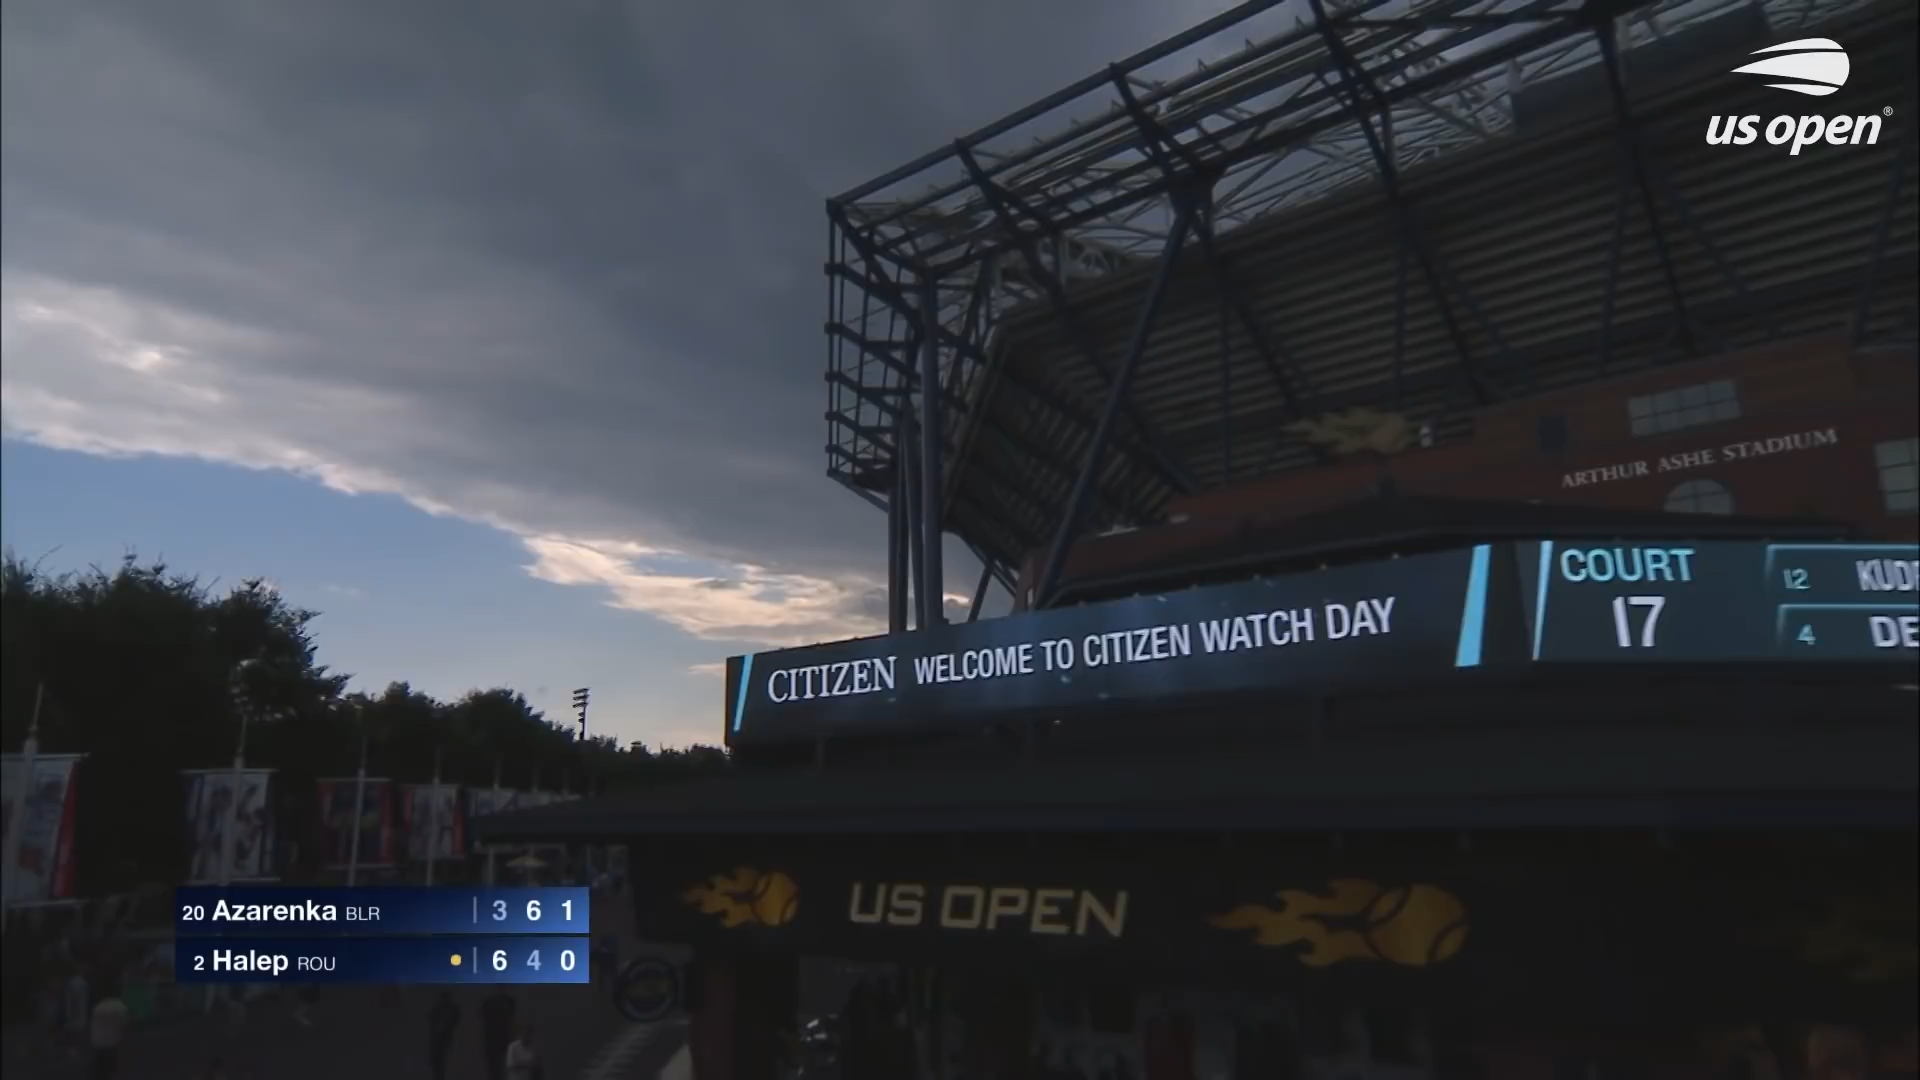 us open®
ARTHUR ASHE STADIUM
CITIZEN WELCOME TO CITIZEN WATCH DAY
COURT
17
12
4
US OPEN
20 Azarenka BLR 3 6 1
2 Halep ROU 6 4 0